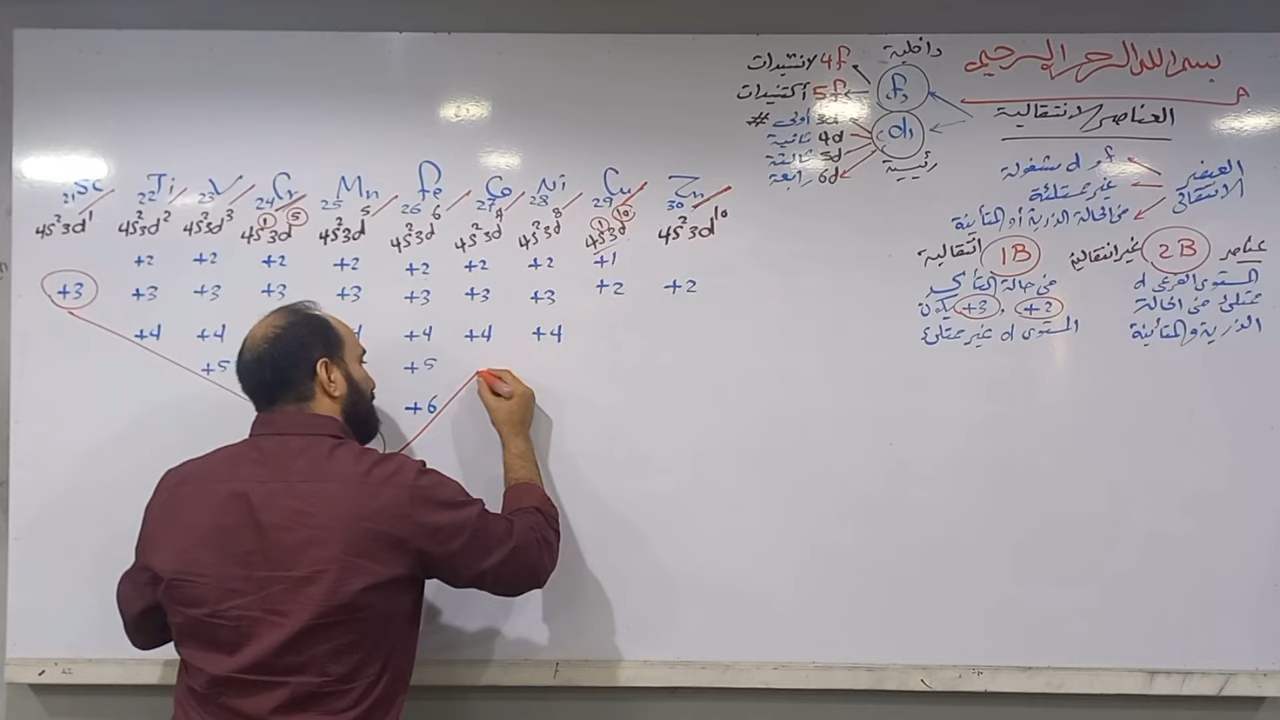 بسم الله الرحمن الرحيم
العناصر الانتقالية
داخلية
f
4f لانثيدات
5f أكتنيدات
d
رئيسية
3d أولى #
4d ثانية
5d ثالثة
6d رابعة
العنصر الانتقالي
f أو d مشغولة
غير ممتلئة
في الحالة الذرية أو المتأينة
عناصر 2B غير انتقالية
المستوى الفرعي d
ممتلئ في الحالة
الذرية والمتأينة
1B انتقالية
في حالة التأكسد
+2 ، +3 يكون
المستوى d غير ممتلئ
21Sc 22Ti 23V 24Cr 25Mn 26Fe 27Co 28Ni 29Cu 30Zn
4s²3d¹ 4s²3d² 4s²3d³ 4s¹3d⁵ 4s²3d⁵ 4s²3d⁶ 4s²3d⁷ 4s²3d⁸ 4s¹3d¹⁰ 4s²3d¹⁰
+2 +2 +2 +2 +2 +2 +2 +1
+3 +3 +3 +3 +3 +3 +3 +3 +2 +2
+4 +4 4 +4 +4 +4
+5 +5
+6